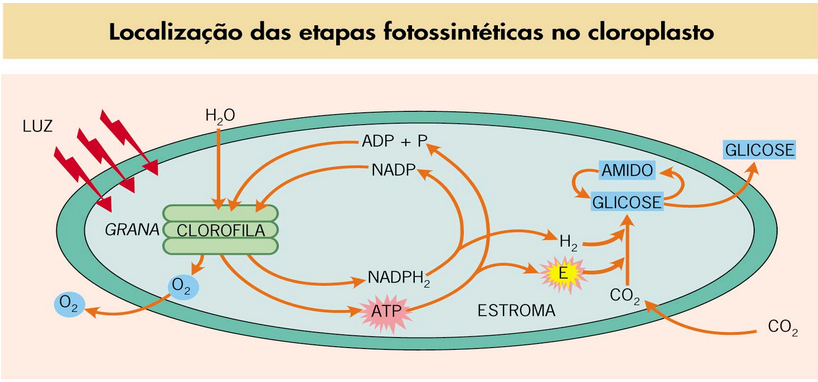 Localização das etapas fotossintéticas no cloroplasto
LUZ
H₂O
ADP + P
NADP
GRANA
CLOROFILA
O₂
O₂
NADPH₂
ATP
H₂
E
ESTROMA
AMIDO
GLICOSE
GLICOSE
CO₂
CO₂